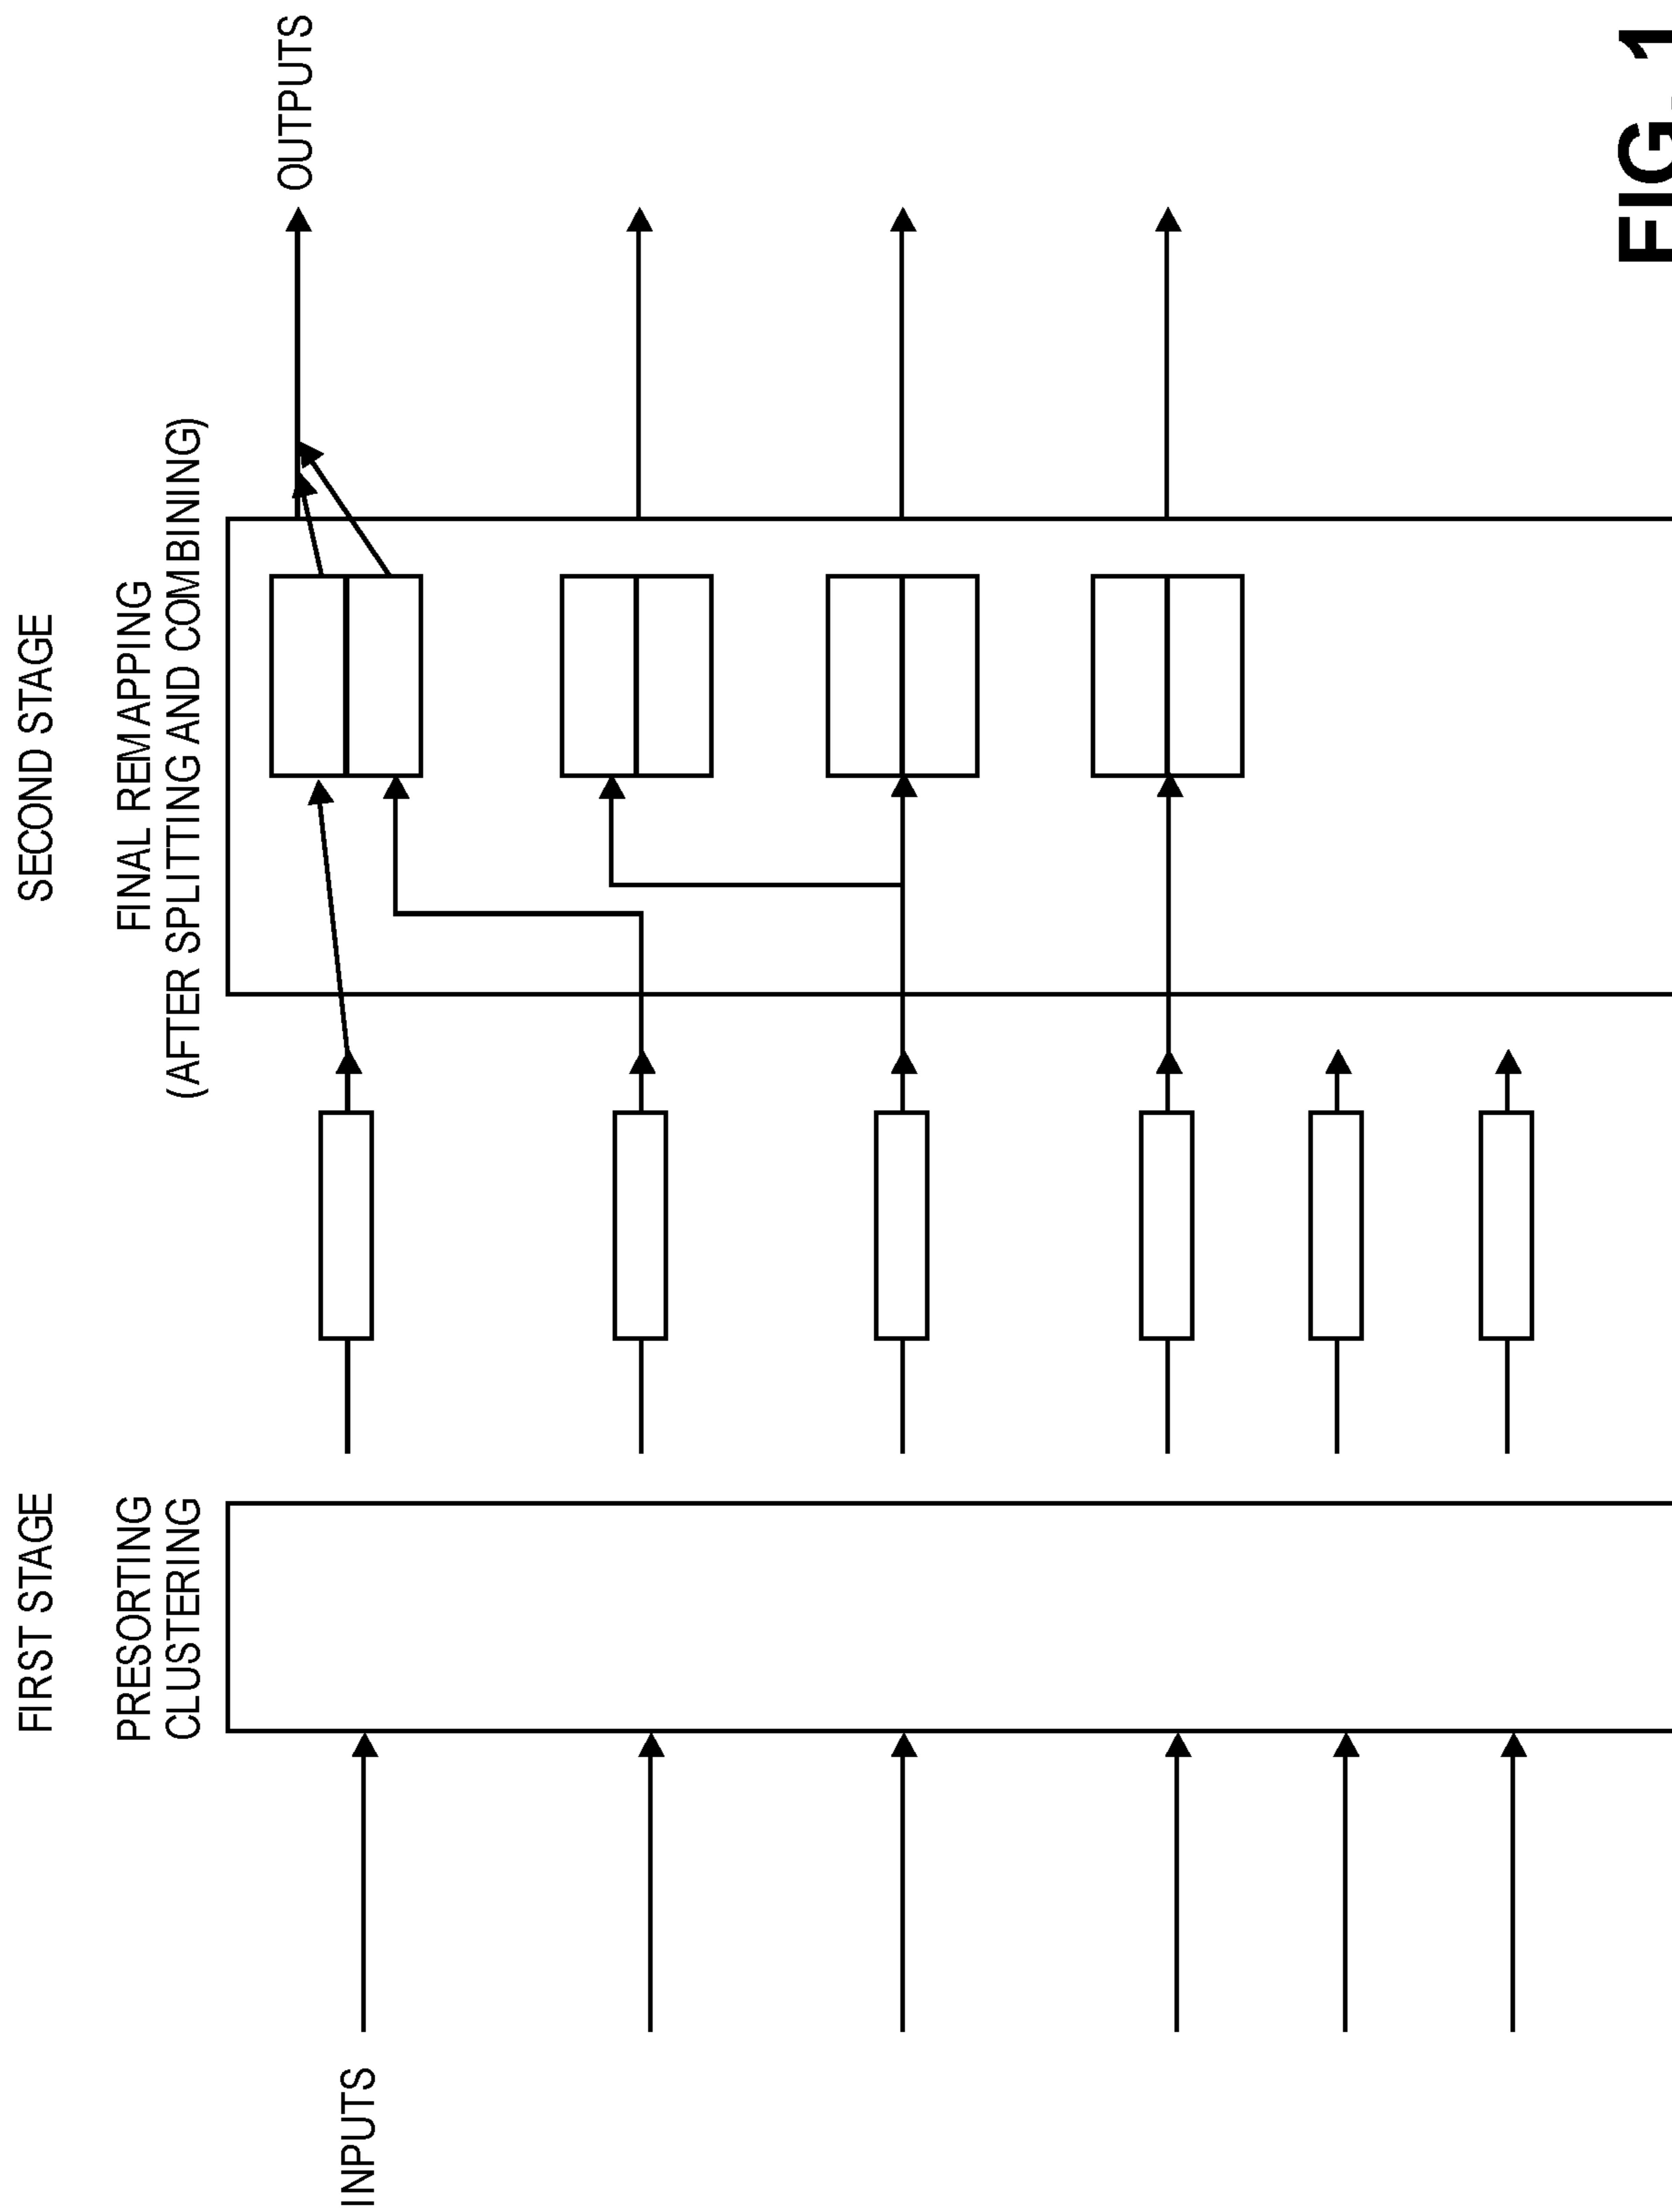 FIRST STAGE
SECOND STAGE
PRESORTING
CLUSTERING
FINAL REMAPPING
(AFTER SPLITTING AND COMBINING)
OUTPUTS
INPUTS
FIG. 1